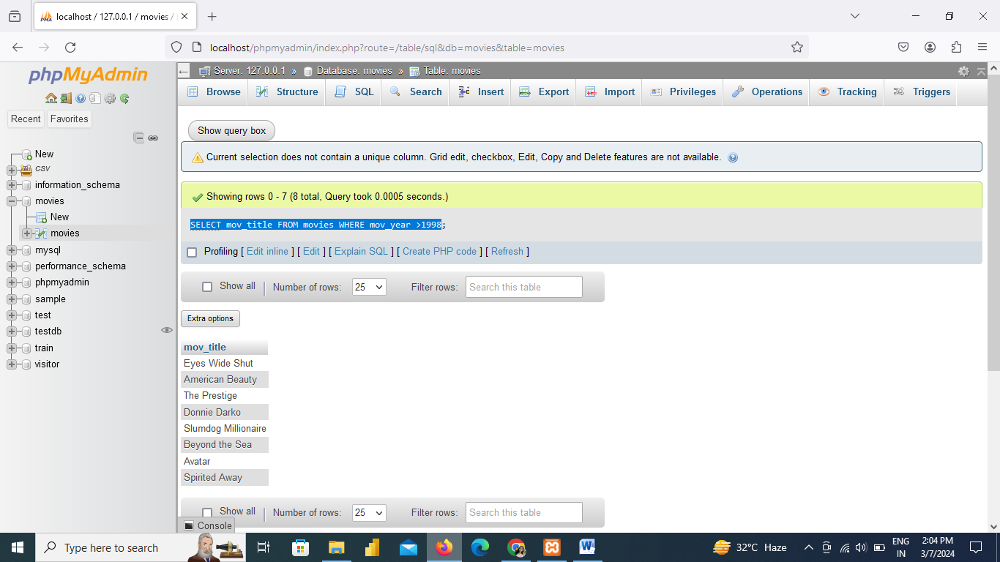 localhost / 127.0.0.1 / movies /
localhost/phpmyadmin/index.php?route=/table/sql&db=movies&table=movies
phpMyAdmin
Recent Favorites
New
csv
information_schema
movies
New
movies
mysql
performance_schema
phpmyadmin
sample
test
testdb
train
visitor
Server: 127.0.0.1 » Database: movies » Table: movies
Browse Structure SQL Search Insert Export Import Privileges Operations Tracking Triggers
Show query box
Current selection does not contain a unique column. Grid edit, checkbox, Edit, Copy and Delete features are not available.
Showing rows 0 - 7 (8 total, Query took 0.0005 seconds.)
SELECT mov_title FROM movies WHERE mov_year >1998;
Profiling [ Edit inline ] [ Edit ] [ Explain SQL ] [ Create PHP code ] [ Refresh ]
Show all Number of rows: 25 Filter rows: Search this table
Extra options
mov_title
Eyes Wide Shut
American Beauty
The Prestige
Donnie Darko
Slumdog Millionaire
Beyond the Sea
Avatar
Spirited Away
Show all Number of rows: 25 Filter rows: Search this table
Console
Type here to search
32°C Haze
ENG
IN
2:04 PM
3/7/2024